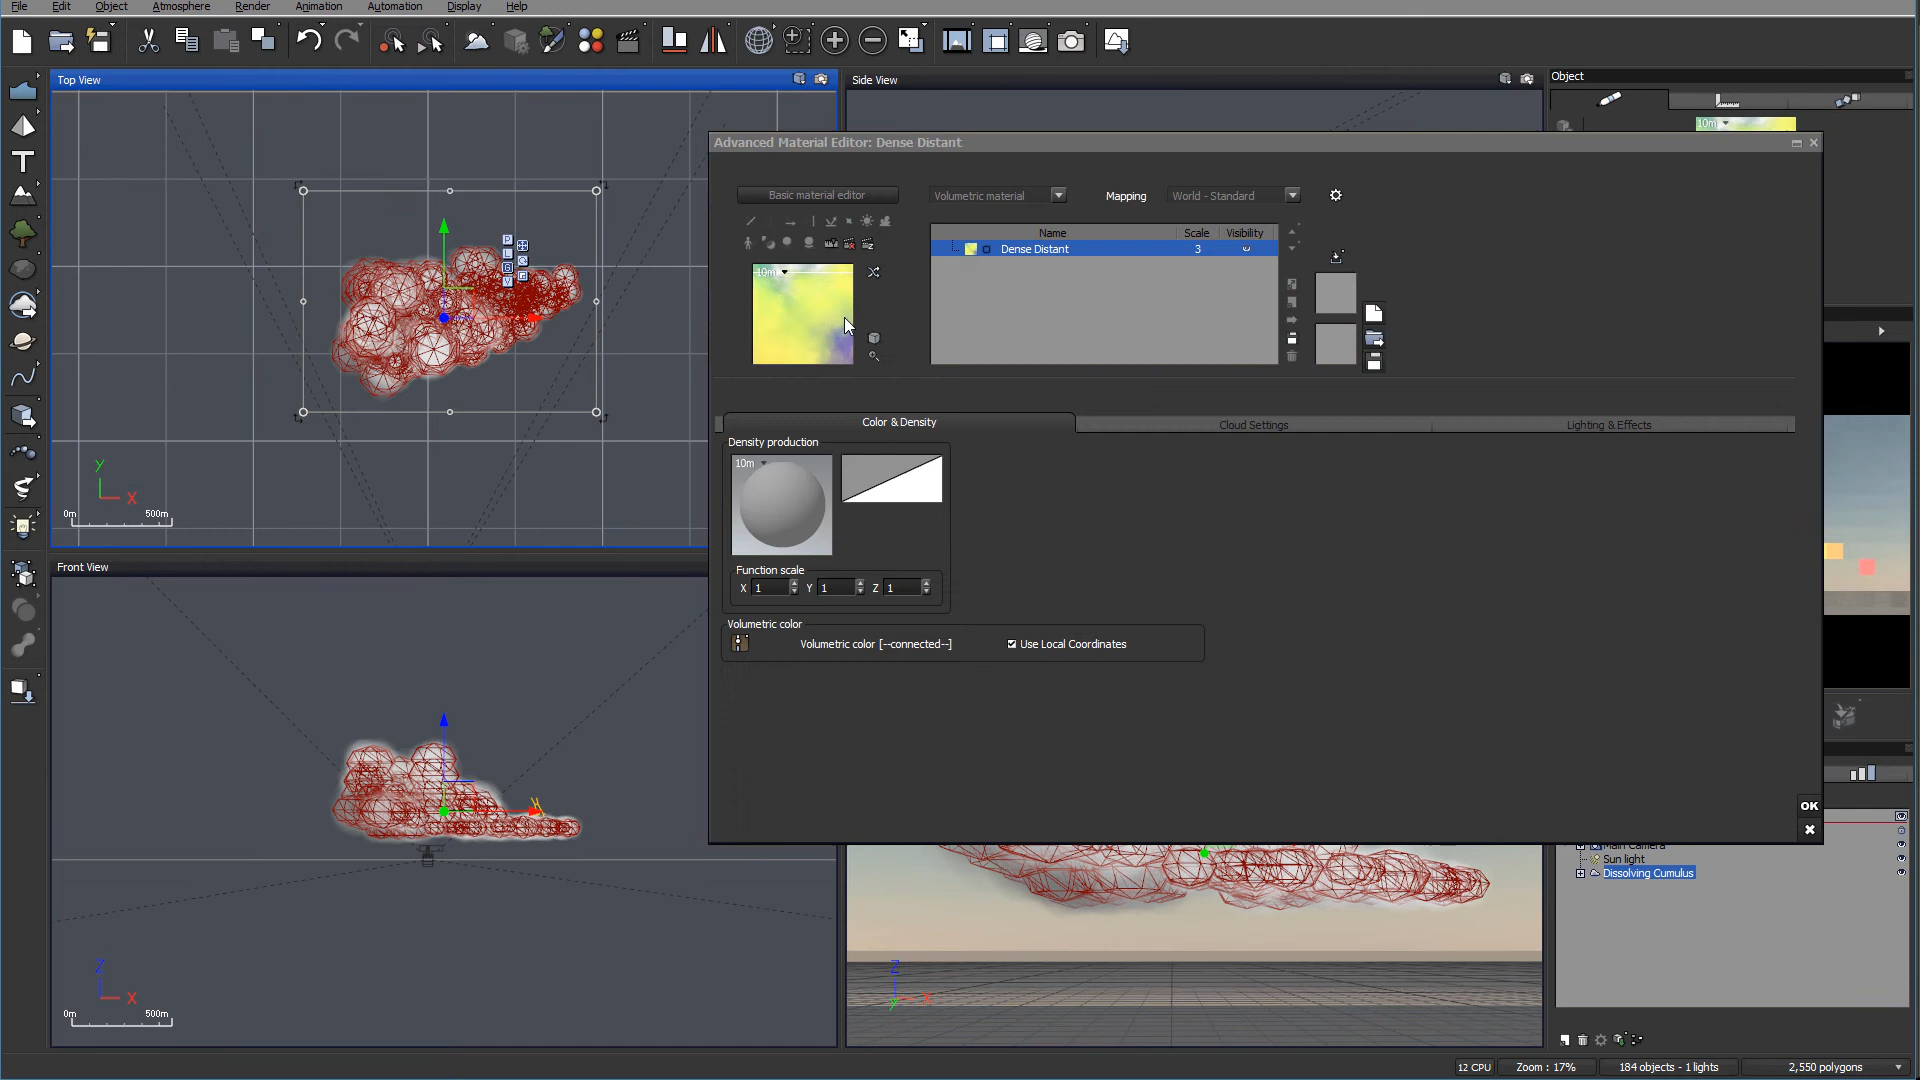 File Edit Object Atmosphere Render Animation Automation Display Help
Top View
Side View
Object
10m
Advanced Material Editor: Dense Distant
Basic material editor
Volumetric material
Mapping
World - Standard
Name Scale Visibility
Dense Distant 3
10m
Color & Density
Cloud Settings
Lighting & Effects
Density production
10m
Function scale
X 1 Y 1 Z 1
Volumetric color
Volumetric color [--connected--]
Use Local Coordinates
OK
P
L
G
V
Y
X
0m 500m
Front View
Z
X
0m 500m
Z
Y
X
Main Camera
Sun light
Dissolving Cumulus
12 CPU
Zoom : 17%
184 objects - 1 lights
2,550 polygons